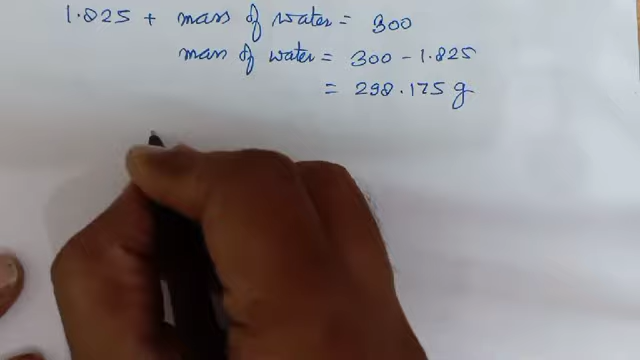 1.825 + mass of water = 300
mass of water = 300 - 1.825
= 298.175 g